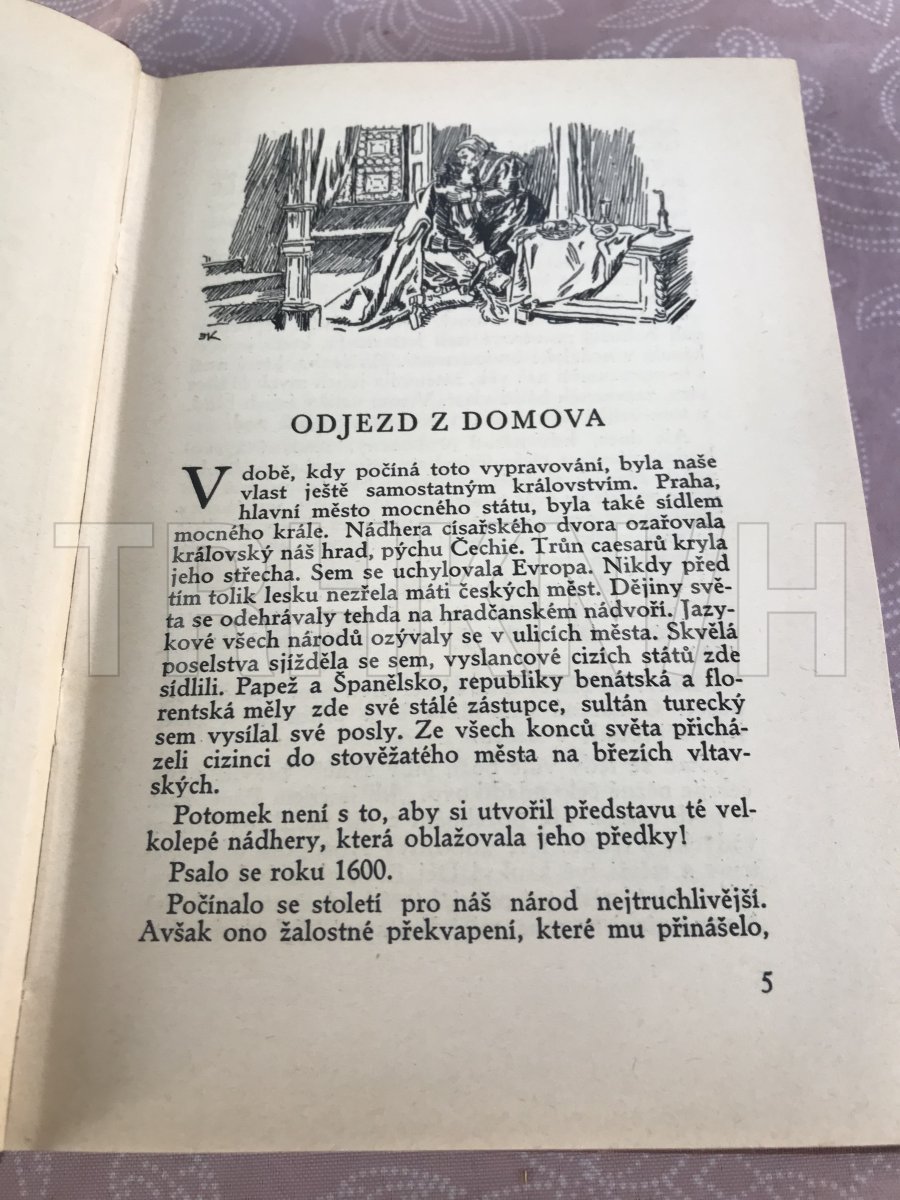 ƎK
ODJEZD Z DOMOVA
V době, kdy počíná toto vypravování, byla naše
vlast ještě samostatným královstvím. Praha,
hlavní město mocného státu, byla také sídlem
mocného krále. Nádhera císařského dvora ozařovala
královský náš hrad, pýchu Čechie. Trůn caesarů kryla
jeho střecha. Sem se uchylovala Evropa. Nikdy před
tím tolik lesku nezřela máti českých měst. Dějiny svě-
ta se odehrávaly tehda na hradčanském nádvoří. Jazy-
kové všech národů ozývaly se v ulicích města. Skvělá
poselstva sjížděla se sem, vyslancové cizích států zde
sídlili. Papež a Španělsko, republiky benátská a flo-
rentská měly zde své stálé zástupce, sultán turecký
sem vysílal své posly. Ze všech konců světa přichá-
zeli cizinci do stověžatého města na březích vltav-
ských.
Potomek není s to, aby si utvořil představu té vel-
kolepé nádhery, která oblažovala jeho předky!
Psalo se roku 1600.
Počínalo se století pro náš národ nejtruchlivější.
Avšak ono žalostné překvapení, které mu přinášelo,
5